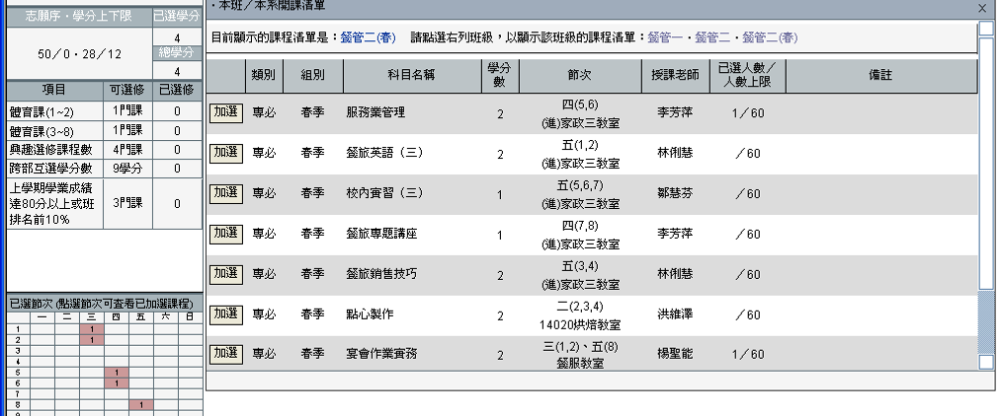 志願序・學分上下限 已選學分
50／0・28／12 4
總學分
4
項目 可選修 已選修
體育課(1~2) 1門課 0
體育課(3~8) 1門課 0
興趣選修課程數 4門課 0
跨部互選學分數 9學分 0
上學期學業成績
達80分以上或班 3門課 0
排名前10%
已選節次 (點選節次可查看已加選課程)
一 二 三 四 五 六 日
1 1
2 1
3
4
5 1
6 1
7
8 1
9
・本班／本系開課清單 X
目前顯示的課程清單是：餐管二(春) 請點選右列班級，以顯示該班級的課程清單：餐管一・餐管二・餐管二(春)
類別 組別 科目名稱 學分數 節次 授課老師 已選人數／人數上限 備註
加選 專必 春季 服務業管理 2 四(5,6) 李芳萍 1／60
(進)家政三教室
加選 專必 春季 餐旅英語（三） 2 五(1,2) 林俐慧 ／60
(進)家政三教室
加選 專必 春季 校內實習（三） 1 五(5,6,7) 鄒慧芬 ／60
(進)家政三教室
加選 專必 春季 餐旅專題講座 1 四(7,8) 李芳萍 ／60
(進)家政三教室
加選 專必 春季 餐旅銷售技巧 2 五(3,4) 林俐慧 ／60
(進)家政三教室
加選 專必 春季 點心製作 2 二(2,3,4) 洪維澤 ／60
14020烘焙教室
加選 專必 春季 宴會作業實務 2 三(1,2)、五(8) 楊聖能 1／60
餐服教室